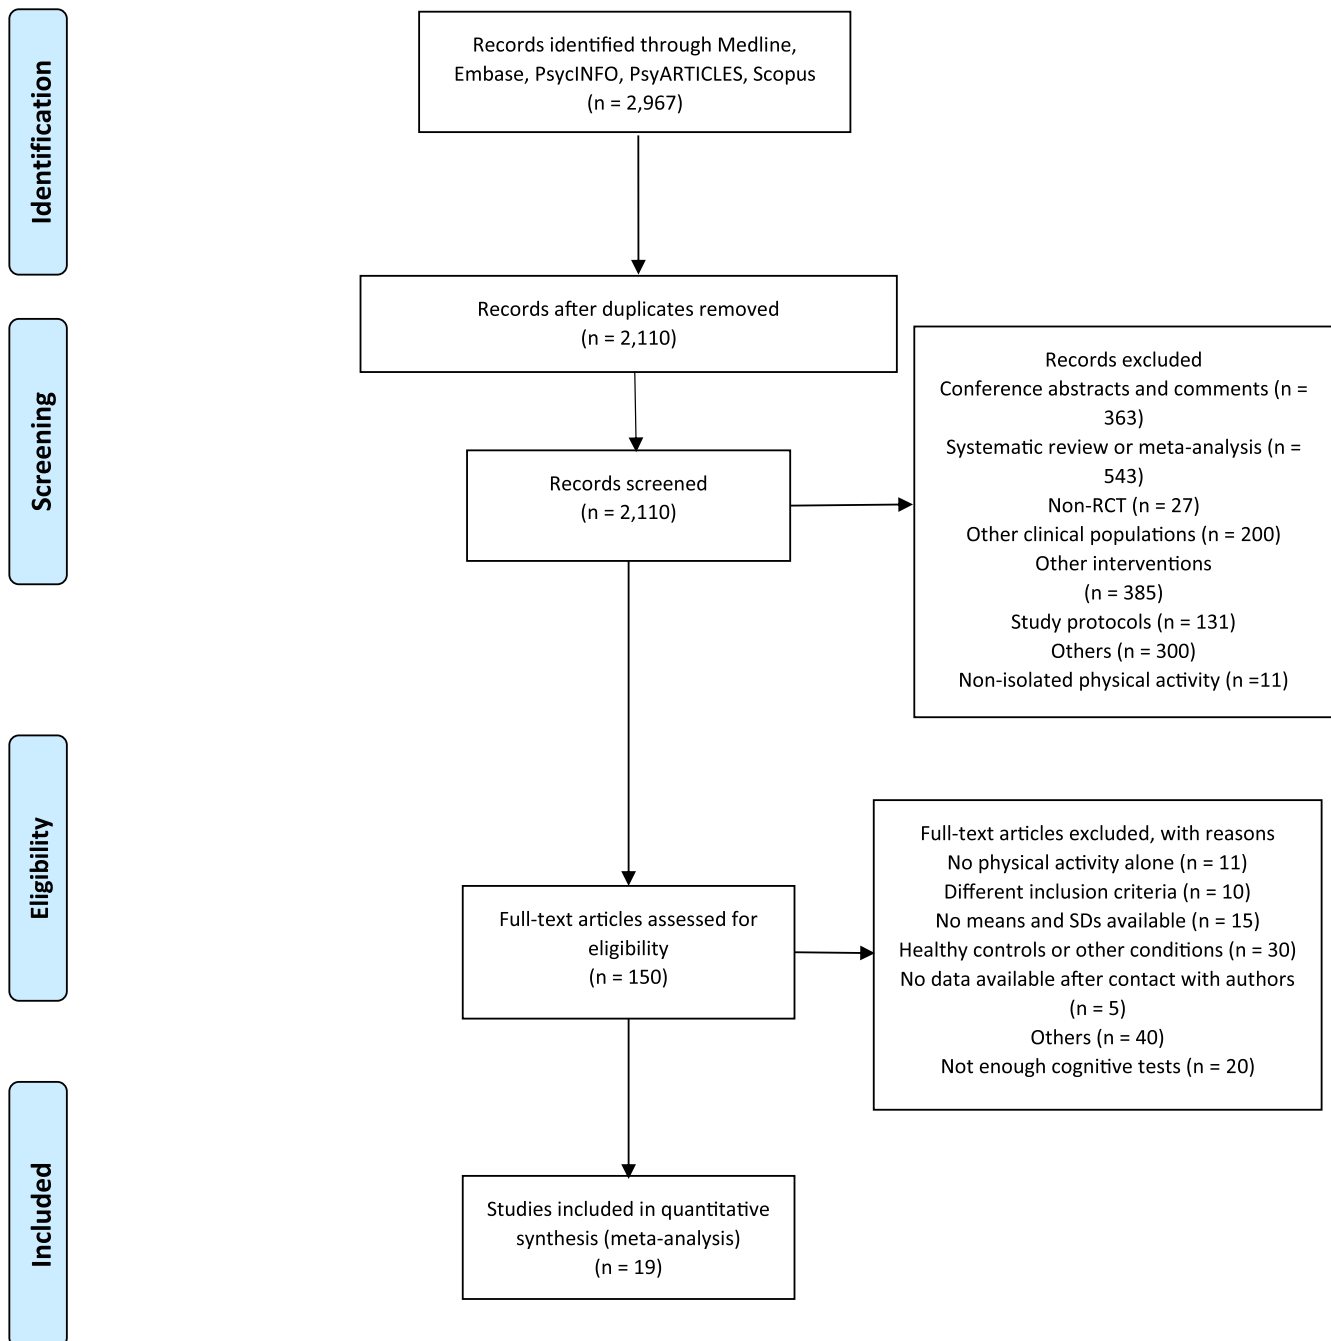 Identification
Records identified through Medline,
Embase, PsycINFO, PsyARTICLES, Scopus
(n = 2,967)
Records after duplicates removed
(n = 2,110)
Screening
Records screened
(n = 2,110)
Records excluded
Conference abstracts and comments (n =
363)
Systematic review or meta-analysis (n =
543)
Non-RCT (n = 27)
Other clinical populations (n = 200)
Other interventions
(n = 385)
Study protocols (n = 131)
Others (n = 300)
Non-isolated physical activity (n =11)
Eligibility
Full-text articles assessed for
eligibility
(n = 150)
Full-text articles excluded, with reasons
No physical activity alone (n = 11)
Different inclusion criteria (n = 10)
No means and SDs available (n = 15)
Healthy controls or other conditions (n = 30)
No data available after contact with authors
(n = 5)
Others (n = 40)
Not enough cognitive tests (n = 20)
Included
Studies included in quantitative
synthesis (meta-analysis)
(n = 19)